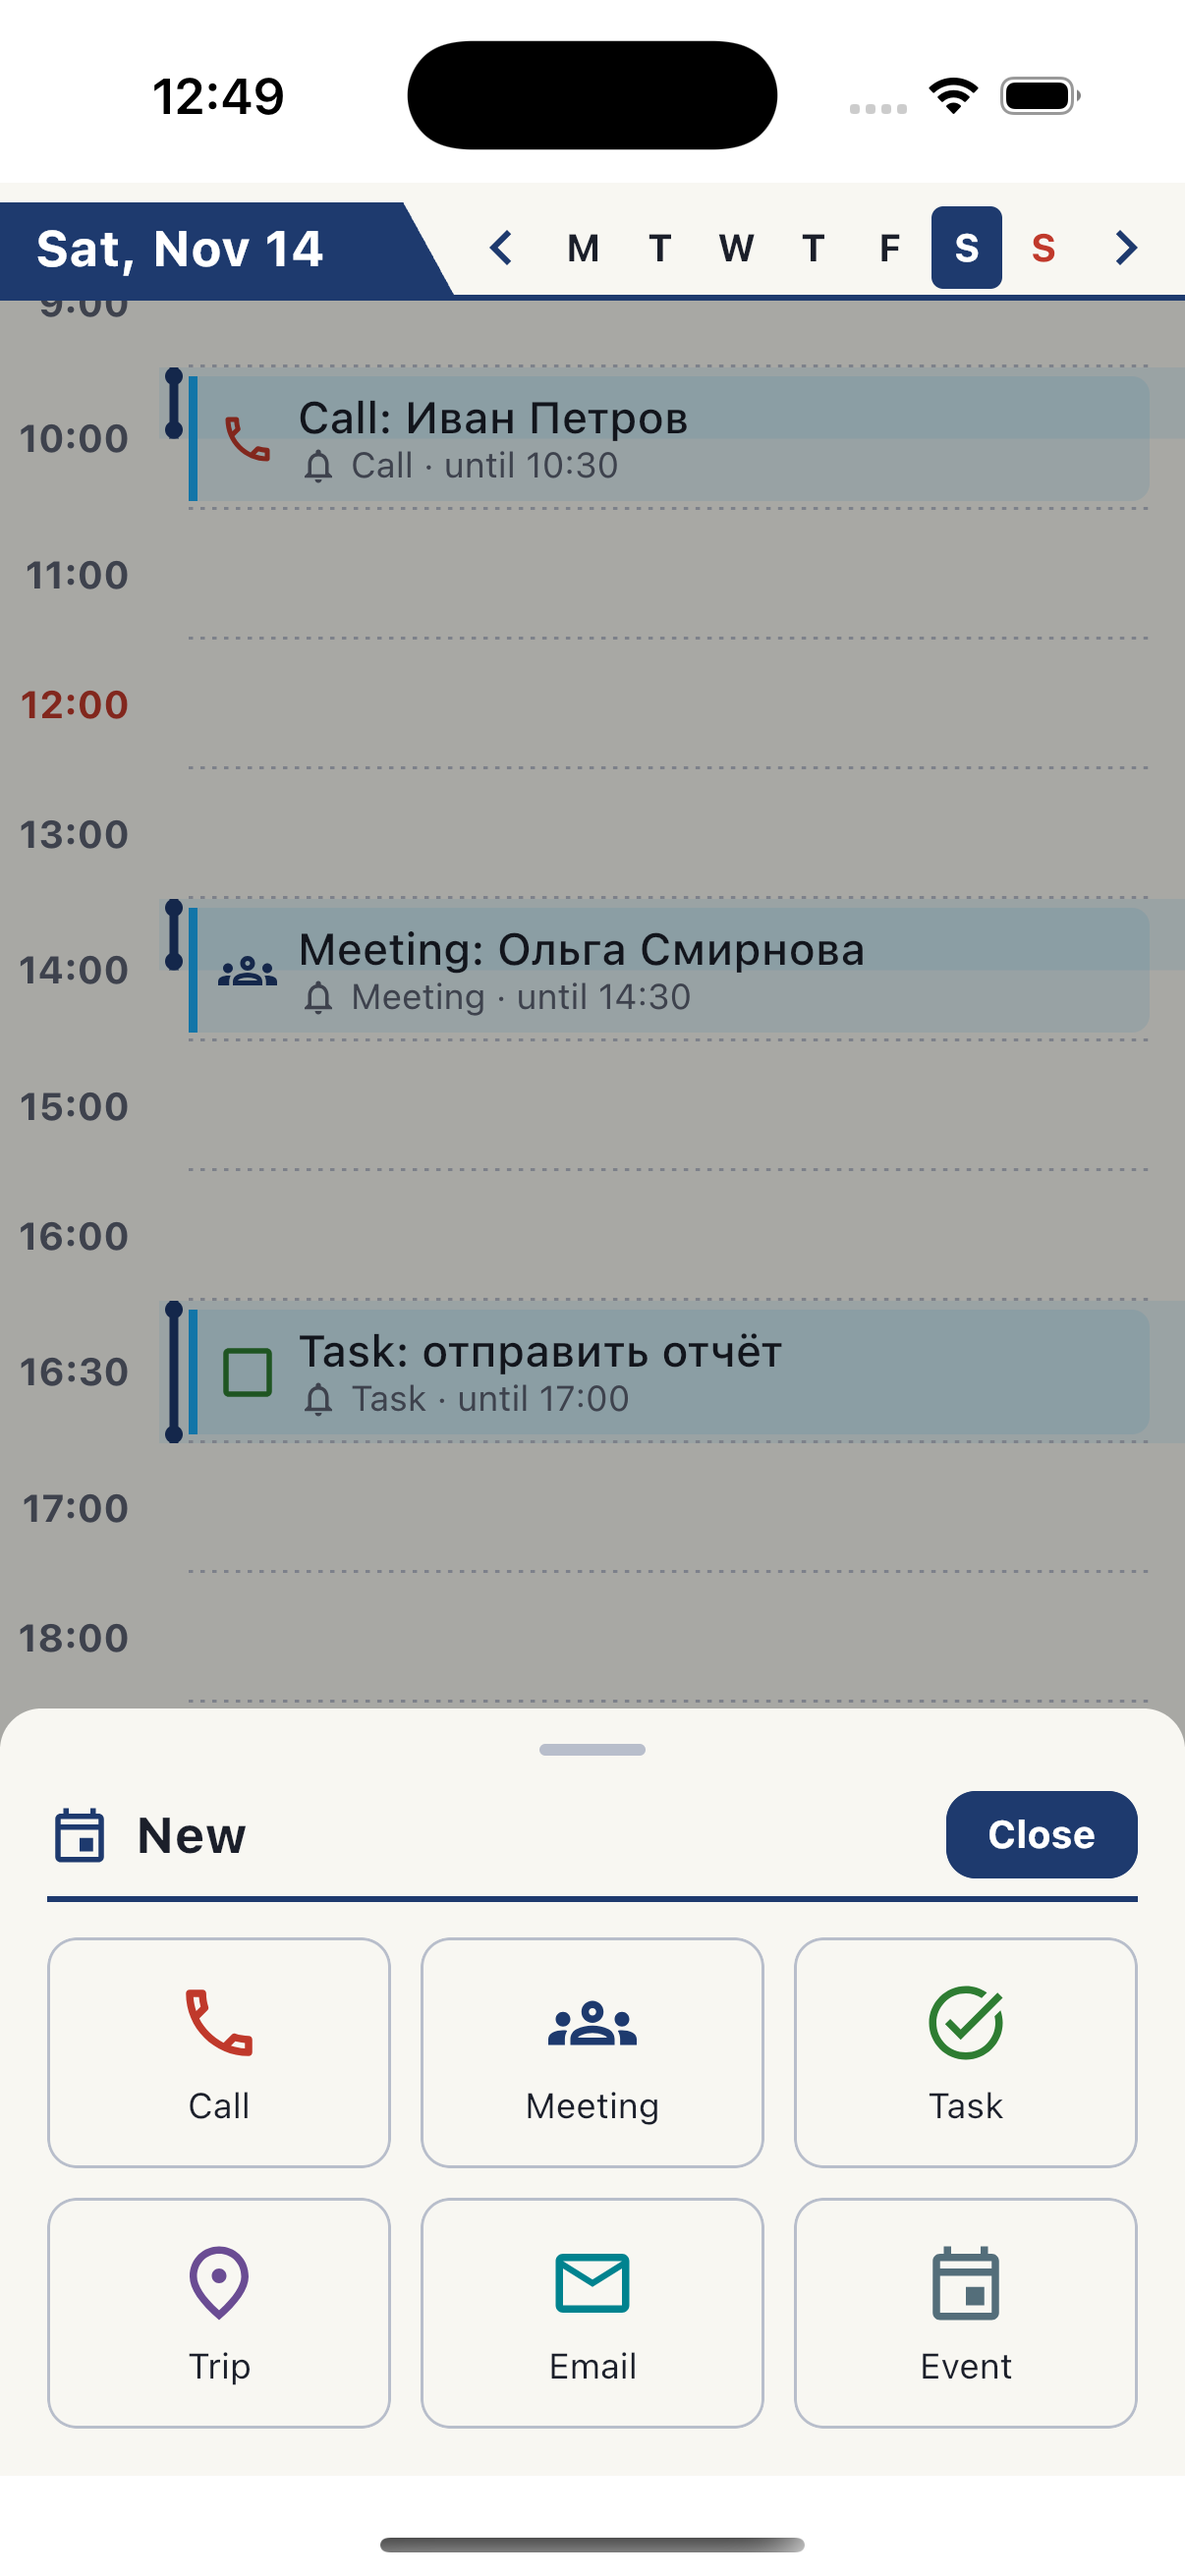 12:49
Sat, Nov 14
M T W T F S S
9:00
10:00
Call: Иван Петров
Call · until 10:30
11:00
12:00
13:00
14:00
Meeting: Ольга Смирнова
Meeting · until 14:30
15:00
16:00
16:30
Task: отправить отчёт
Task · until 17:00
17:00
18:00
New
Close
Call
Meeting
Task
Trip
Email
Event